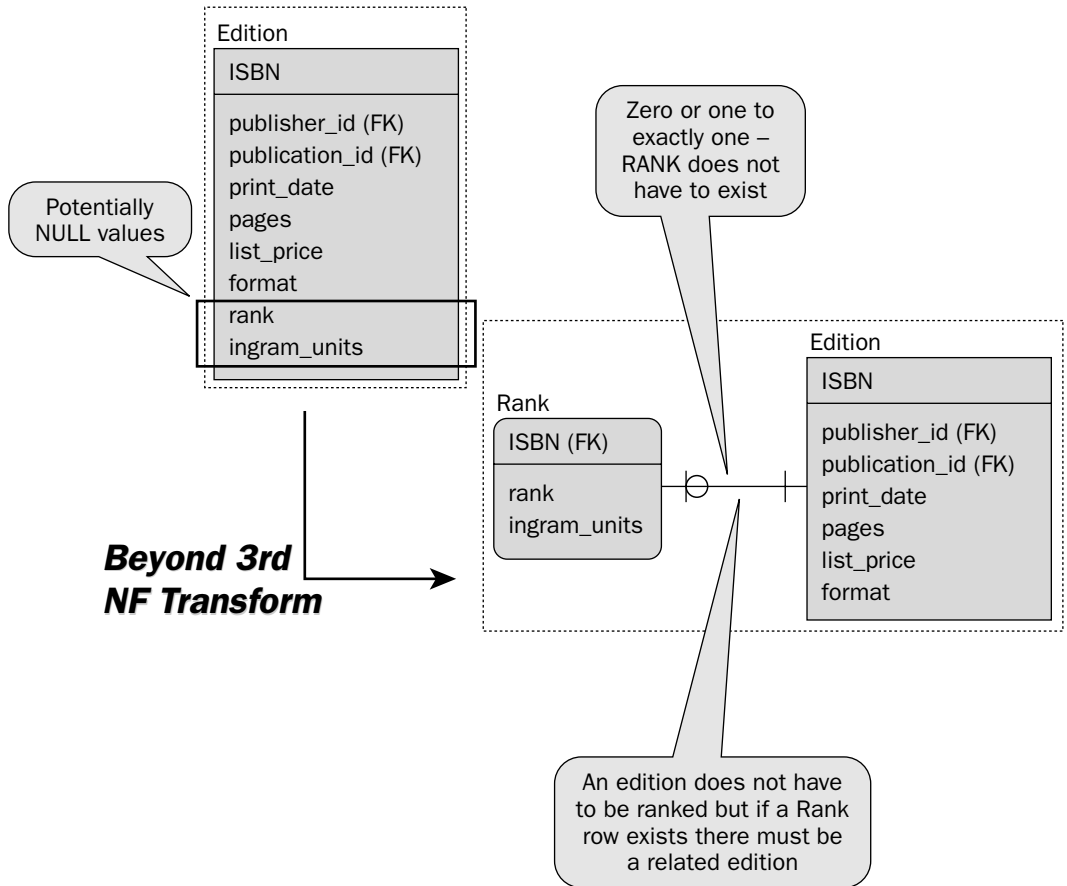 Edition
ISBN
publisher_id (FK)
publication_id (FK)
print_date
pages
list_price
format
rank
ingram_units
Potentially
NULL values
Zero or one to
exactly one –
RANK does not
have to exist
Rank
ISBN (FK)
rank
ingram_units
Edition
ISBN
publisher_id (FK)
publication_id (FK)
print_date
pages
list_price
format
Beyond 3rd
NF Transform
An edition does not have
to be ranked but if a Rank
row exists there must be
a related edition